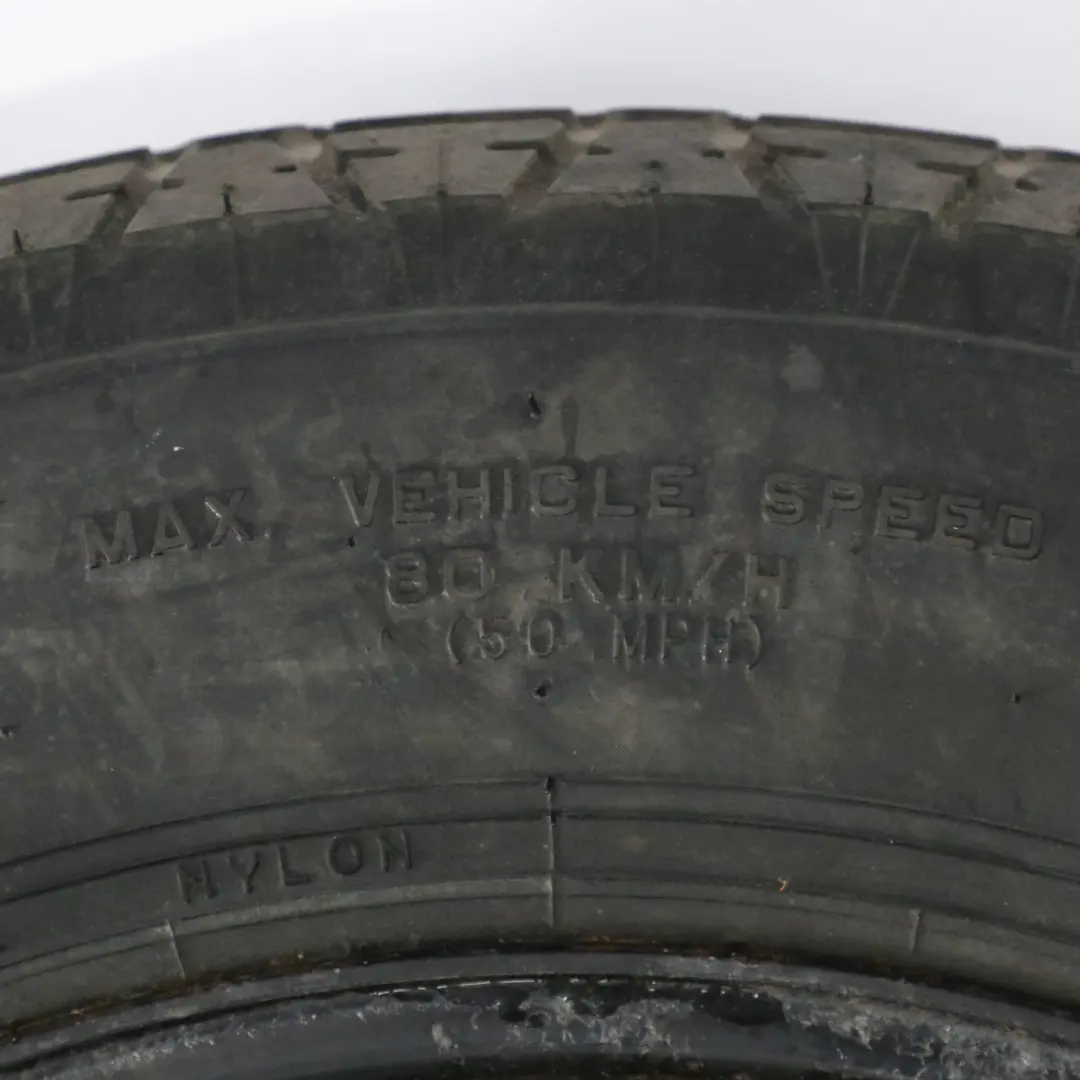 MAX. VEHICLE SPEED
80 KM/H
(50 MPH)
NYLON